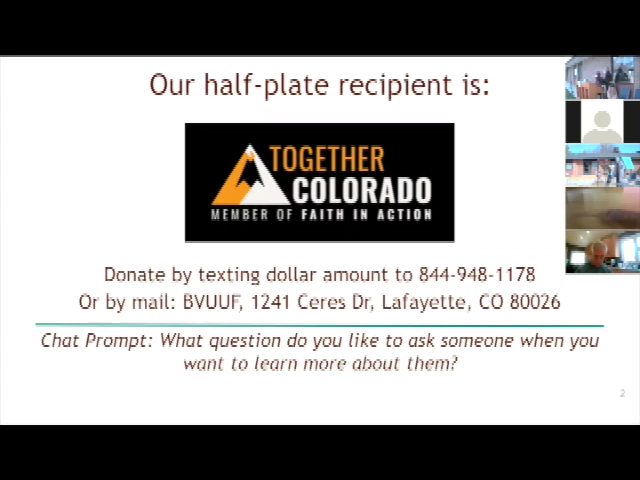 Our half-plate recipient is:
TOGETHER
COLORADO
MEMBER OF FAITH IN ACTION
Donate by texting dollar amount to 844-948-1178
Or by mail: BVUUF, 1241 Ceres Dr, Lafayette, CO 80026
Chat Prompt: What question do you like to ask someone when you
want to learn more about them?
2